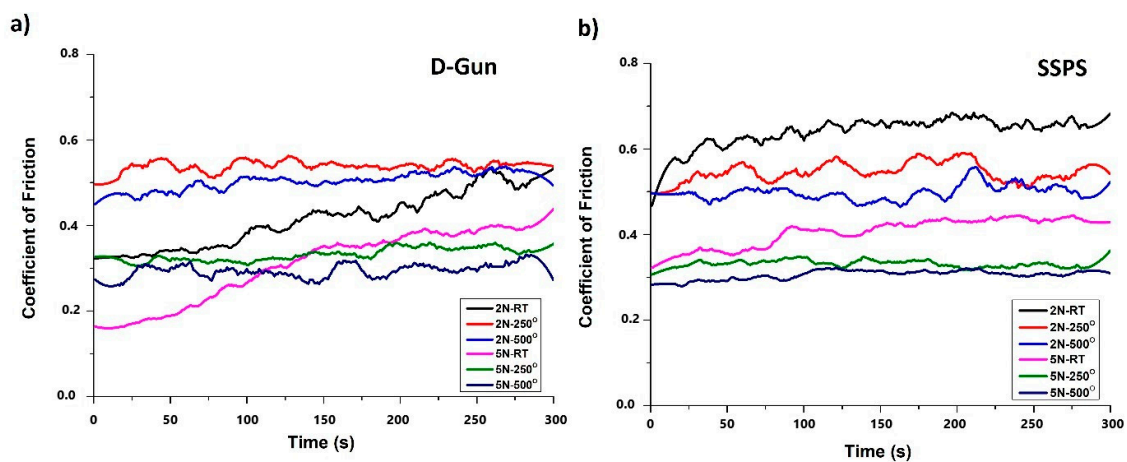 a)
D-Gun
Coefficient of Friction
0.8
0.6
0.4
0.2
0.0
0 50 100 150 200 250 300
Time (s)
2N-RT
2N-250°
2N-500°
5N-RT
5N-250°
5N-500°
b)
SSPS
Coefficient of Friction
0.8
0.6
0.4
0.2
0.0
0 50 100 150 200 250 300
Time (s)
2N-RT
2N-250°
2N-500°
5N-RT
5N-250°
5N-500°